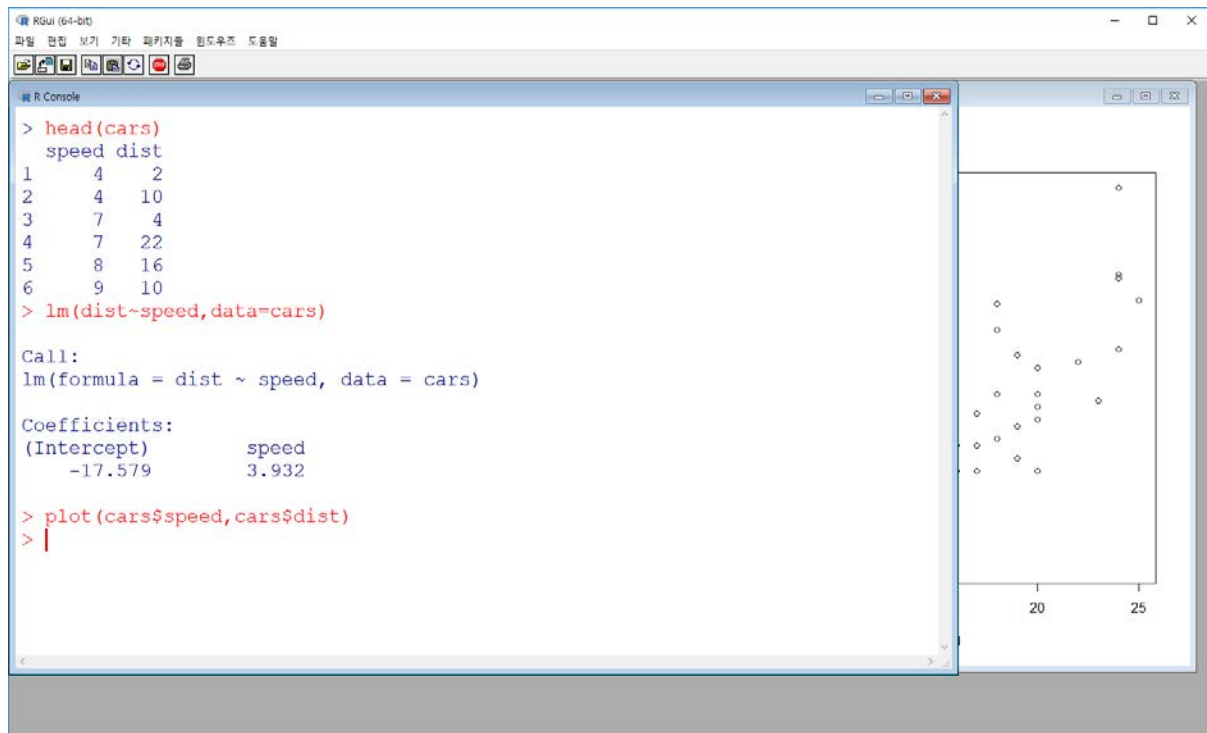 RGui (64-bit)
파일 편집 보기 기타 패키지들 윈도우즈 도움말
STOP
R Console
> head(cars)
speed dist
1 4 2
2 4 10
3 7 4
4 7 22
5 8 16
6 9 10
> lm(dist~speed,data=cars)
Call:
lm(formula = dist ~ speed, data = cars)
Coefficients:
(Intercept) speed
-17.579 3.932
> plot(cars$speed,cars$dist)
>
20 25